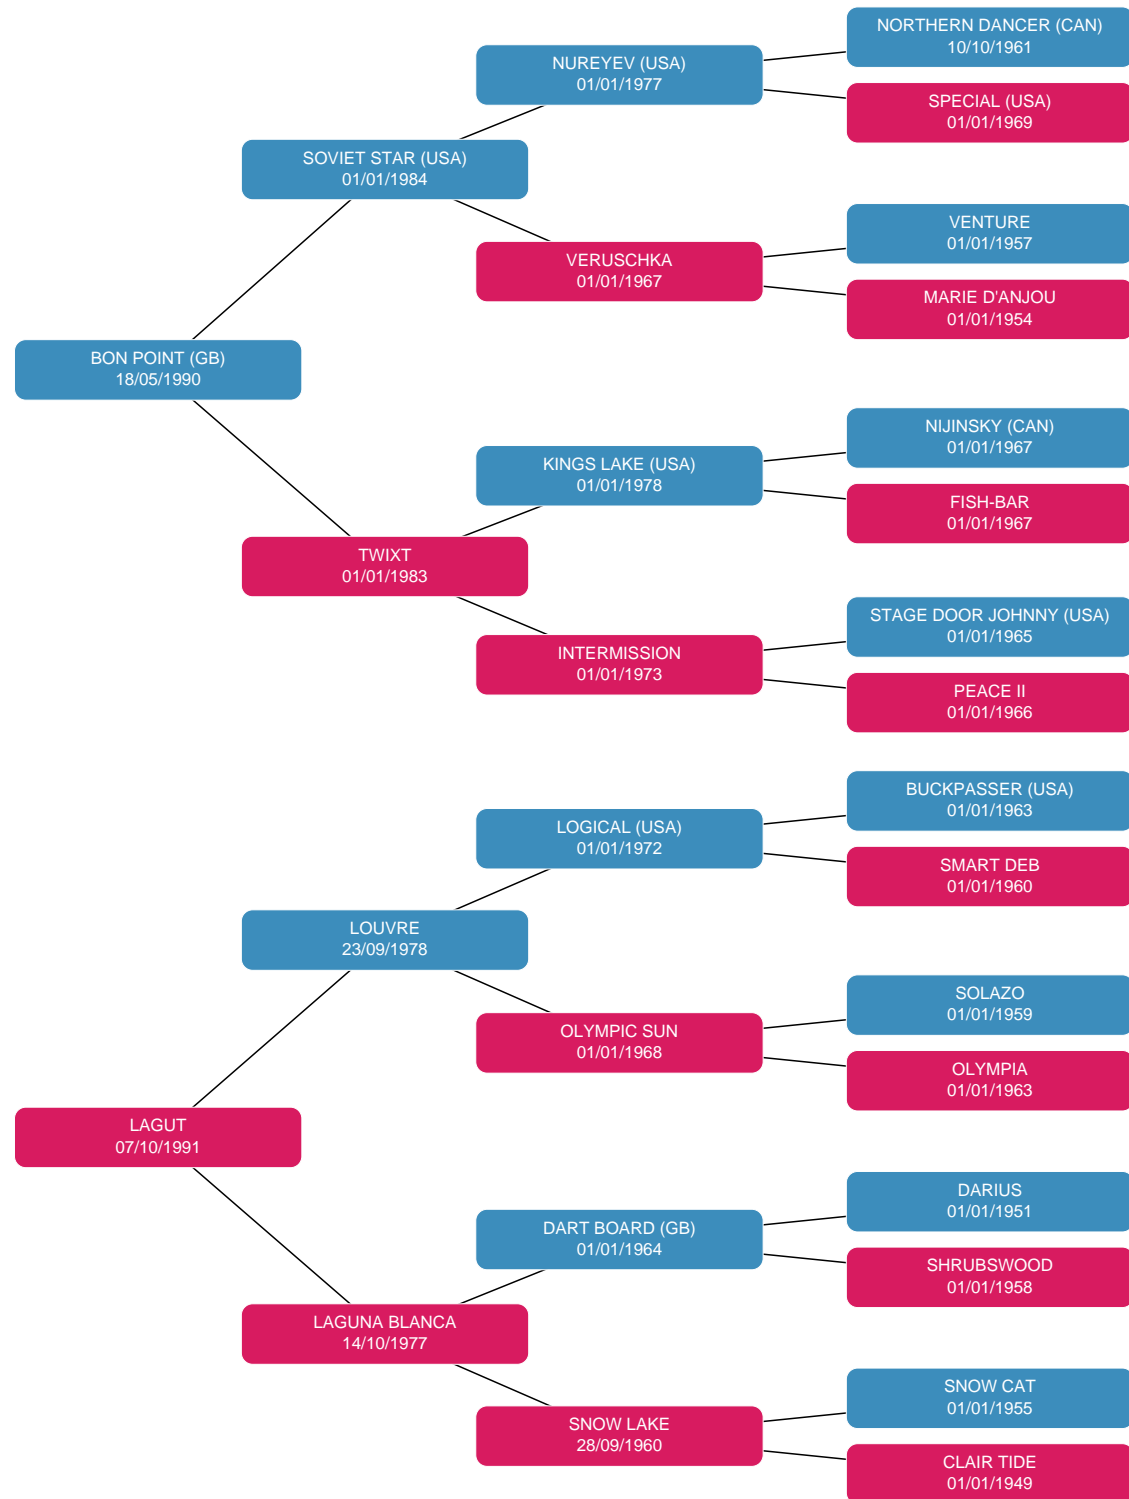 NORTHERN DANCER (CAN)
10/10/1961
NUREYEV (USA)
01/01/1977
SPECIAL (USA)
01/01/1969
SOVIET STAR (USA)
01/01/1984
VENTURE
01/01/1957
VERUSCHKA
01/01/1967
MARIE D'ANJOU
01/01/1954
BON POINT (GB)
18/05/1990
NIJINSKY (CAN)
01/01/1967
KINGS LAKE (USA)
01/01/1978
FISH-BAR
01/01/1967
TWIXT
01/01/1983
STAGE DOOR JOHNNY (USA)
01/01/1965
INTERMISSION
01/01/1973
PEACE II
01/01/1966
BUCKPASSER (USA)
01/01/1963
LOGICAL (USA)
01/01/1972
SMART DEB
01/01/1960
LOUVRE
23/09/1978
SOLAZO
01/01/1959
OLYMPIC SUN
01/01/1968
OLYMPIA
01/01/1963
LAGUT
07/10/1991
DARIUS
01/01/1951
DART BOARD (GB)
01/01/1964
SHRUBSWOOD
01/01/1958
LAGUNA BLANCA
14/10/1977
SNOW CAT
01/01/1955
SNOW LAKE
28/09/1960
CLAIR TIDE
01/01/1949